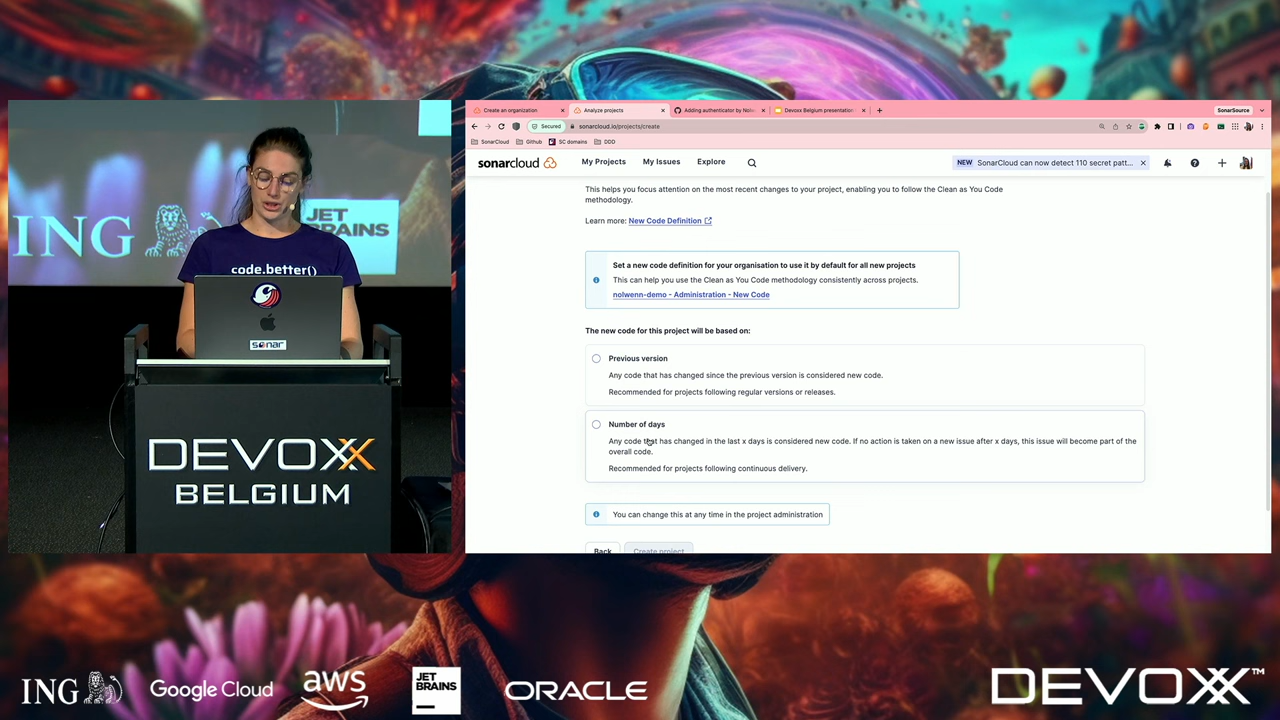 ING
JET
BRAINS
code.better()
sonar
DEVOXX
BELGIUM
Create an organization
Analyze projects
Adding authenticator by Nolw
Devoxx Belgium presentation
SonarSource
Secured
sonarcloud.io/projects/create
SonarCloud
Github
SC domains
DDD
sonarcloud
My Projects
My Issues
Explore
NEW SonarCloud can now detect 110 secret patt...
This helps you focus attention on the most recent changes to your project, enabling you to follow the Clean as You Code
methodology.
Learn more: New Code Definition
Set a new code definition for your organisation to use it by default for all new projects
This can help you use the Clean as You Code methodology consistently across projects.
nolwenn-demo - Administration - New Code
The new code for this project will be based on:
Previous version
Any code that has changed since the previous version is considered new code.
Recommended for projects following regular versions or releases.
Number of days
Any code that has changed in the last x days is considered new code. If no action is taken on a new issue after x days, this issue will become part of the
overall code.
Recommended for projects following continuous delivery.
You can change this at any time in the project administration
Back
Create project
ING
Google Cloud
aws
JET
BRAINS
ORACLE
DEVOXX™